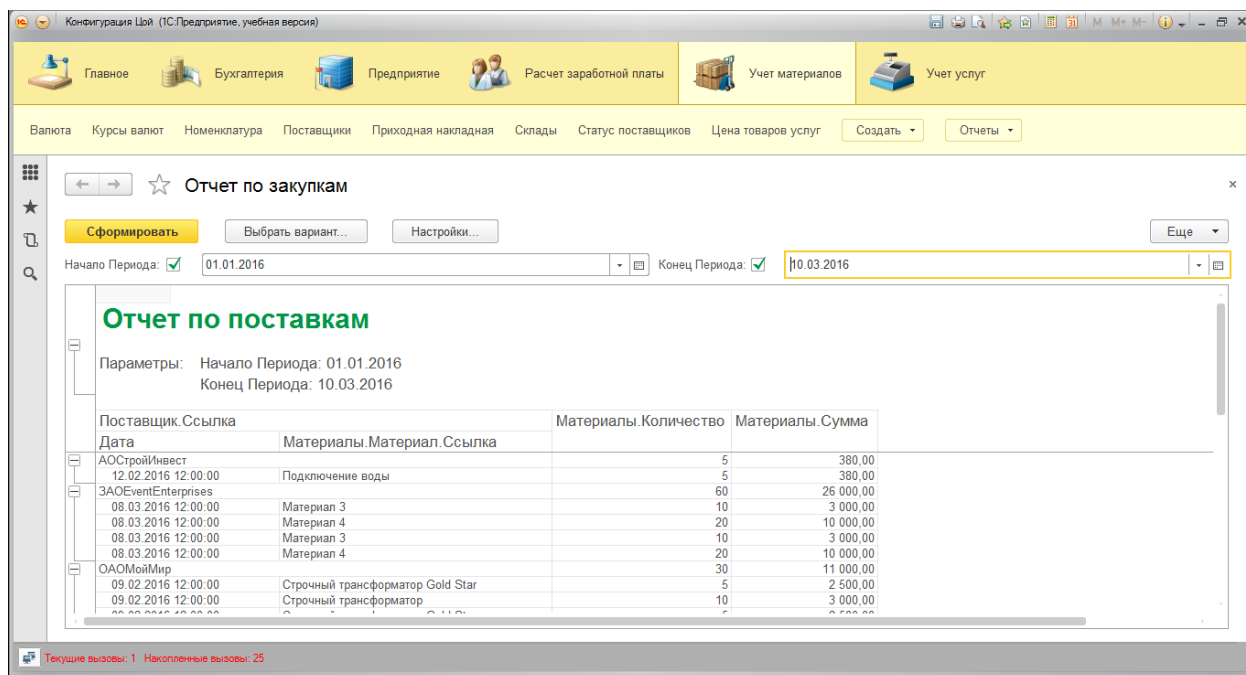 Конфигурация Цой (1С:Предприятие, учебная версия)
M M+ M-
Главное Бухгалтерия Предприятие Расчет заработной платы Учет материалов Учет услуг
Валюта Курсы валют Номенклатура Поставщики Приходная накладная Склады Статус поставщиков Цена товаров услуг Создать Отчеты
Отчет по закупкам
Сформировать Выбрать вариант... Настройки... Еще
Начало Периода: 01.01.2016 Конец Периода: 10.03.2016
Отчет по поставкам
Параметры: Начало Периода: 01.01.2016
Конец Периода: 10.03.2016
Поставщик.Ссылка Материалы.Количество Материалы.Сумма
Дата Материалы.Материал.Ссылка
АОСтройИнвест 5 380,00
12.02.2016 12:00:00 Подключение воды 5 380,00
ЗАОEventEnterprises 60 26 000,00
08.03.2016 12:00:00 Материал 3 10 3 000,00
08.03.2016 12:00:00 Материал 4 20 10 000,00
08.03.2016 12:00:00 Материал 3 10 3 000,00
08.03.2016 12:00:00 Материал 4 20 10 000,00
ОАОМойМир 30 11 000,00
09.02.2016 12:00:00 Строчный трансформатор Gold Star 5 2 500,00
09.02.2016 12:00:00 Строчный трансформатор 10 3 000,00
Текущие вызовы: 1 Накопленные вызовы: 25